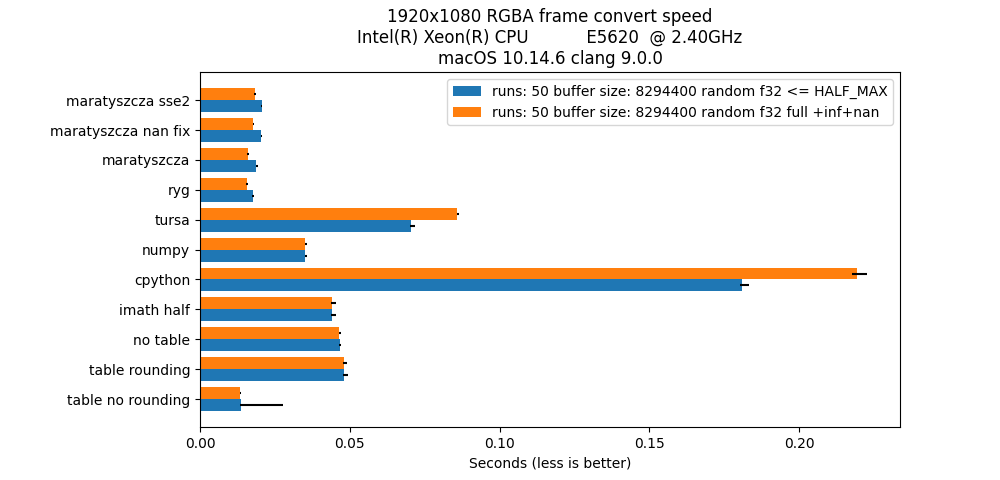 1920x1080 RGBA frame convert speed
Intel(R) Xeon(R) CPU           E5620  @ 2.40GHz
macOS 10.14.6 clang 9.0.0
runs: 50 buffer size: 8294400 random f32 <= HALF_MAX
runs: 50 buffer size: 8294400 random f32 full +inf+nan
maratyszcza sse2
maratyszcza nan fix
maratyszcza
ryg
tursa
numpy
cpython
imath half
no table
table rounding
table no rounding
0.00 0.05 0.10 0.15 0.20
Seconds (less is better)